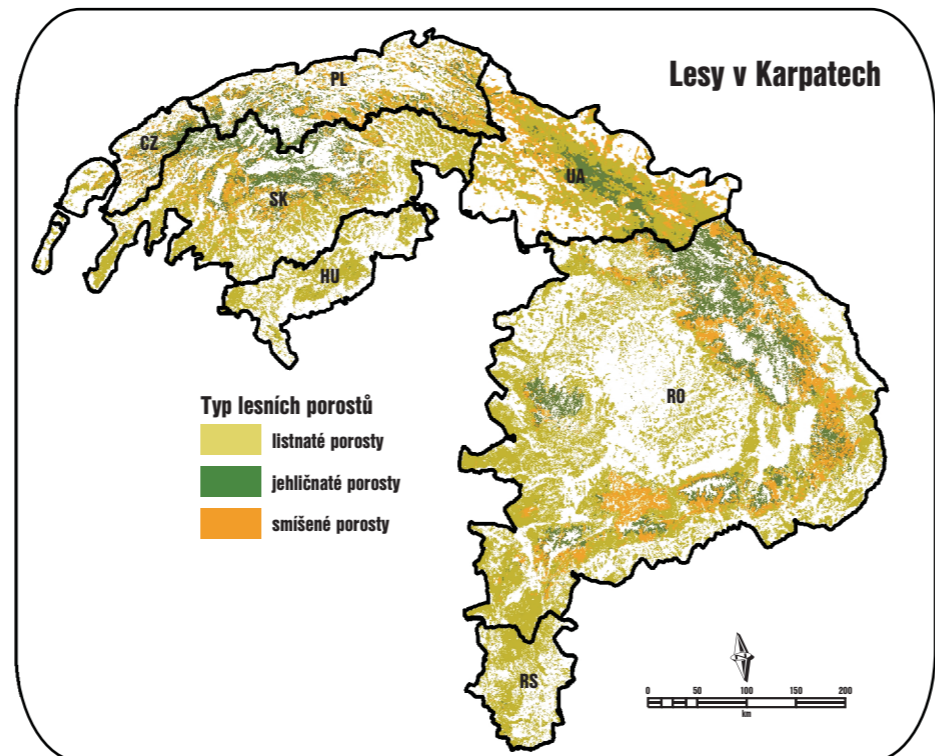 Lesy v Karpatech
PL
CZ
UA
SK
HU
RO
Typ lesních porostů
listnaté porosty
jehličnaté porosty
smíšené porosty
RS
0 50 100 150 200
km